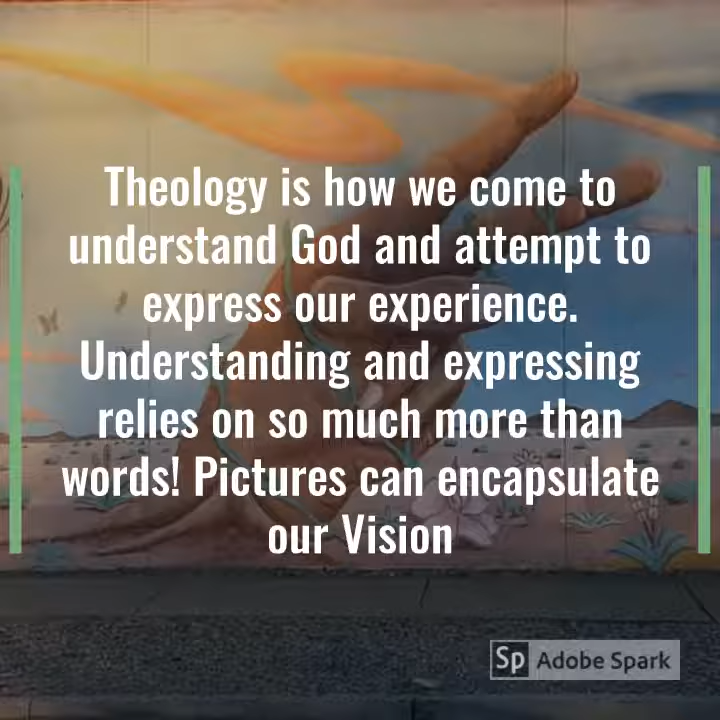 Theology is how we come to
understand God and attempt to
express our experience.
Understanding and expressing
relies on so much more than
words! Pictures can encapsulate
our Vision
Sp Adobe Spark